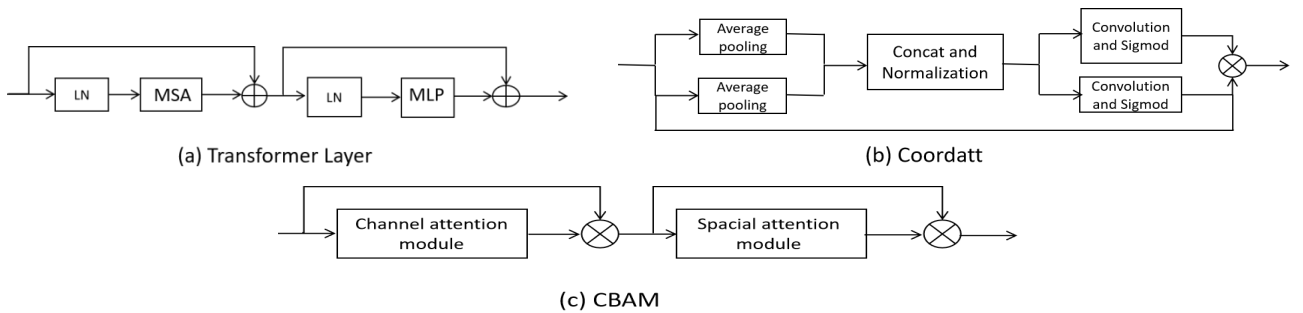 LN
MSA
LN
MLP
(a) Transformer Layer
Average
pooling
Average
pooling
Concat and
Normalization
Convolution
and Sigmod
Convolution
and Sigmod
(b) Coordatt
Channel attention
module
Spacial attention
module
(c) CBAM